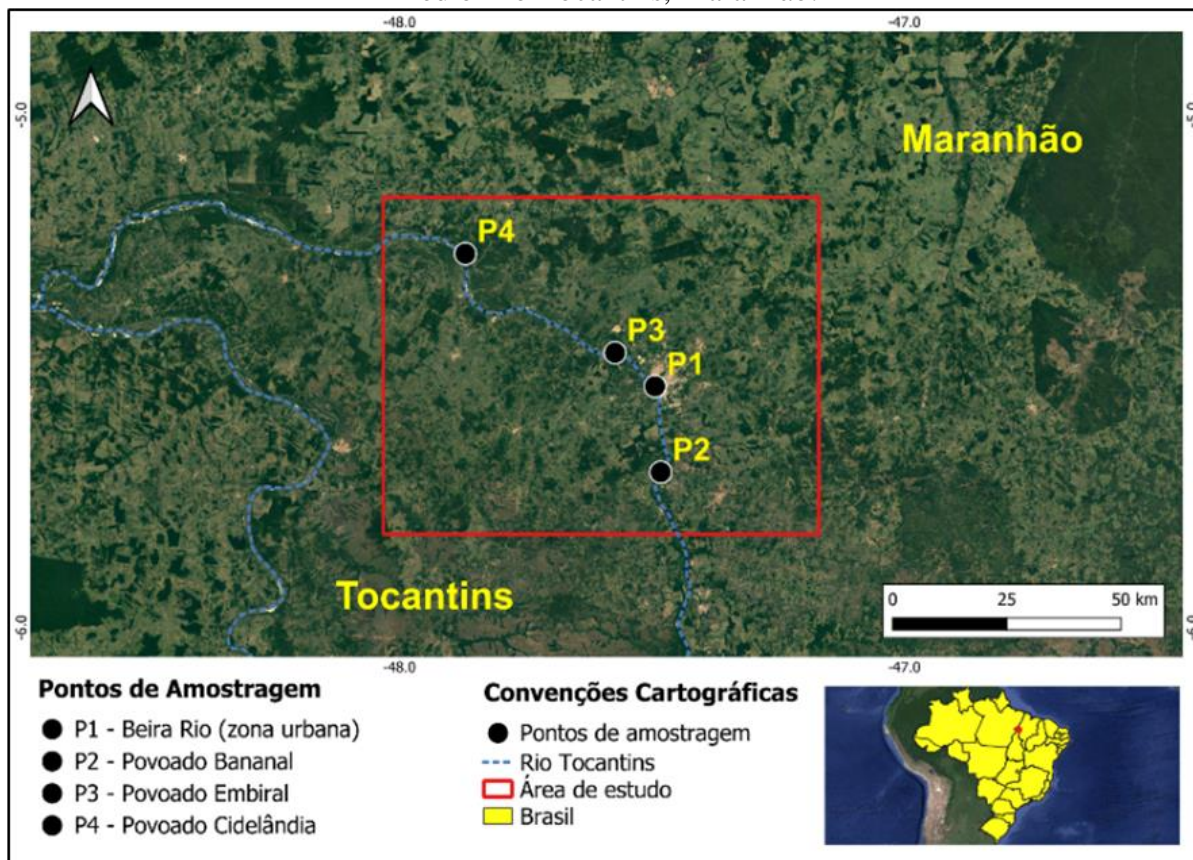 -48.0 -47.0
-5.0 -5.0
Maranhão
P4
P3
P1
P2
Tocantins
0 25 50 km
-6.0 -6.0
-48.0 -47.0
Pontos de Amostragem
P1 - Beira Rio (zona urbana)
P2 - Povoado Bananal
P3 - Povoado Embiral
P4 - Povoado Cidelândia
Convenções Cartográficas
Pontos de amostragem
Rio Tocantins
Área de estudo
Brasil